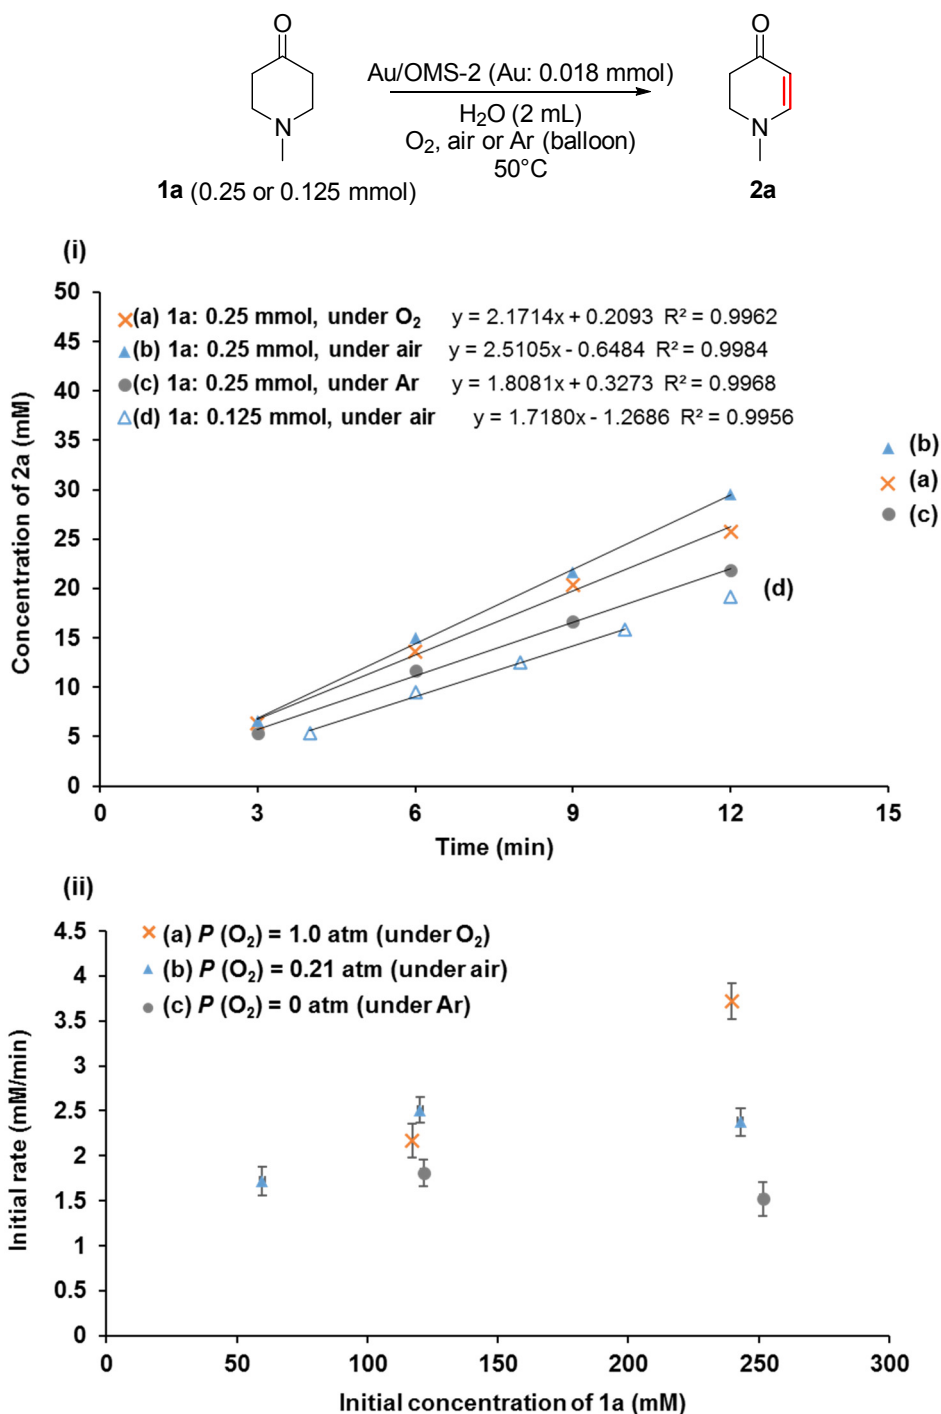 O O
Au/OMS-2 (Au: 0.018 mmol)
H₂O (2 mL)
O₂, air or Ar (balloon)
50°C
N N
1a (0.25 or 0.125 mmol)
2a
(i)
50
45
40
35
30
25
20
15
10
5
0
Concentration of 2a (mM)
(a) 1a: 0.25 mmol, under O₂ y = 2.1714x + 0.2093 R² = 0.9962
(b) 1a: 0.25 mmol, under air y = 2.5105x - 0.6484 R² = 0.9984
(c) 1a: 0.25 mmol, under Ar y = 1.8081x + 0.3273 R² = 0.9968
(d) 1a: 0.125 mmol, under air y = 1.7180x - 1.2686 R² = 0.9956
(b)
(a)
(c)
(d)
0 3 6 9 12 15
Time (min)
(ii)
4.5
4
3.5
3
2.5
2
1.5
1
0.5
0
Initial rate (mM/min)
(a) P (O₂) = 1.0 atm (under O₂)
(b) P (O₂) = 0.21 atm (under air)
(c) P (O₂) = 0 atm (under Ar)
0 50 100 150 200 250 300
Initial concentration of 1a (mM)